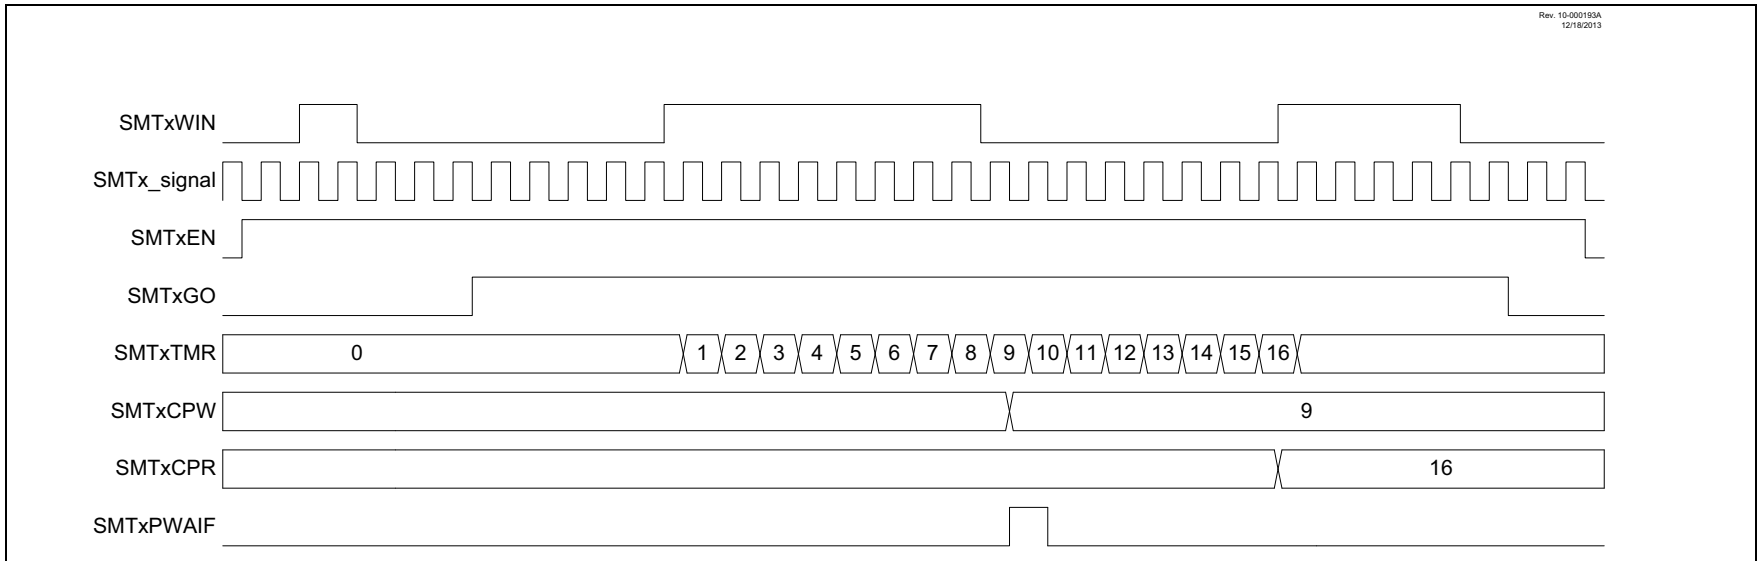 Rev. 10-000193A
12/18/2013
SMTxWIN
SMTx_signal
SMTxEN
SMTxGO
SMTxTMR 0 1 2 3 4 5 6 7 8 9 10 11 12 13 14 15 16
SMTxCPW 9
SMTxCPR 16
SMTxPWAIF